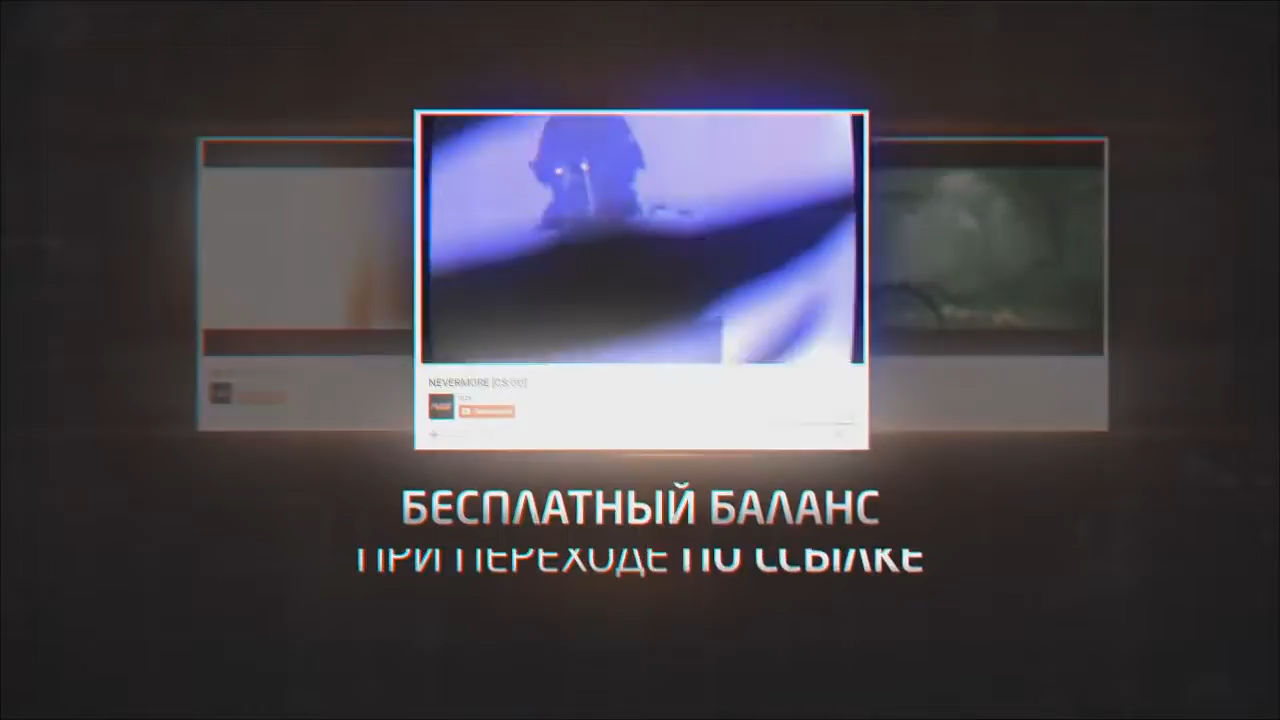 NEVERMORE [CS:GO]
БЕСПЛАТНЫЙ БАЛАНС
ПРИ ПЕРЕХОДЕ ПО ССЫЛКЕ